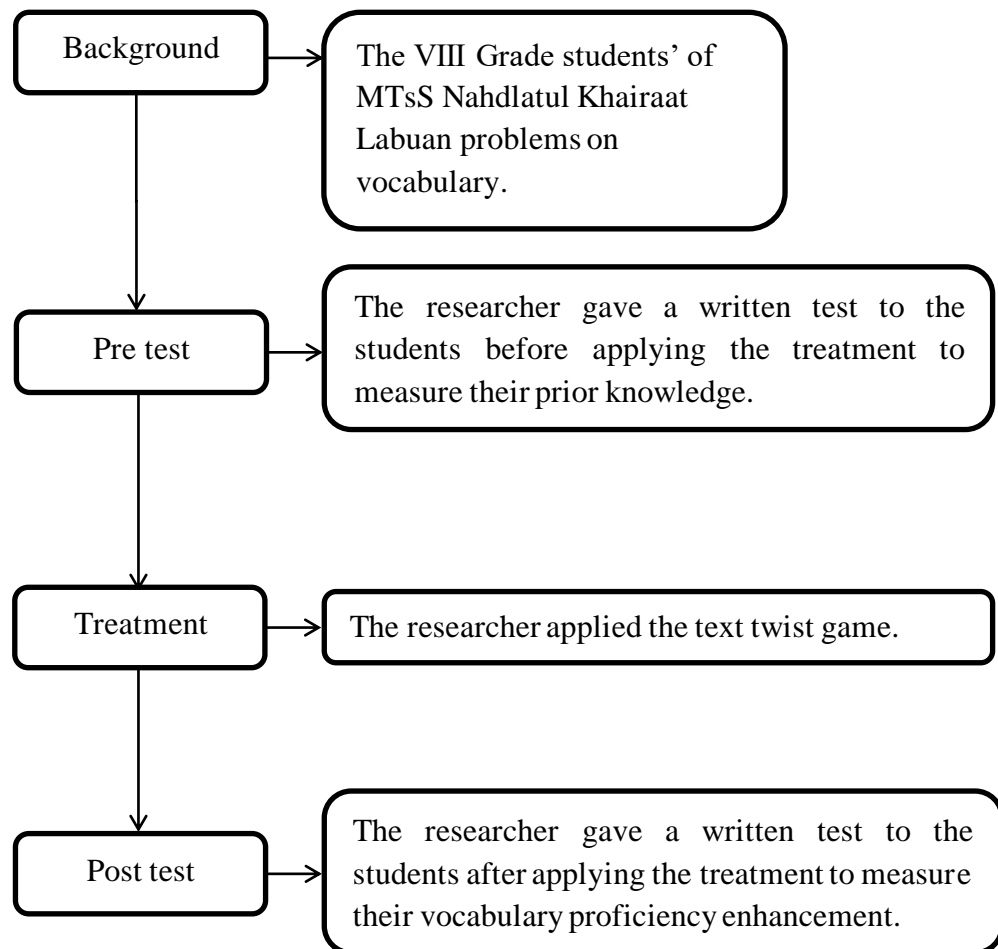 Background
The VIII Grade students’ of
MTsS Nahdlatul Khairaat
Labuan problems on
vocabulary.
Pre test
The researcher gave a written test to the
students before applying the treatment to
measure their prior knowledge.
Treatment
The researcher applied the text twist game.
Post test
The researcher gave a written test to the
students after applying the treatment to measure
their vocabulary proficiency enhancement.